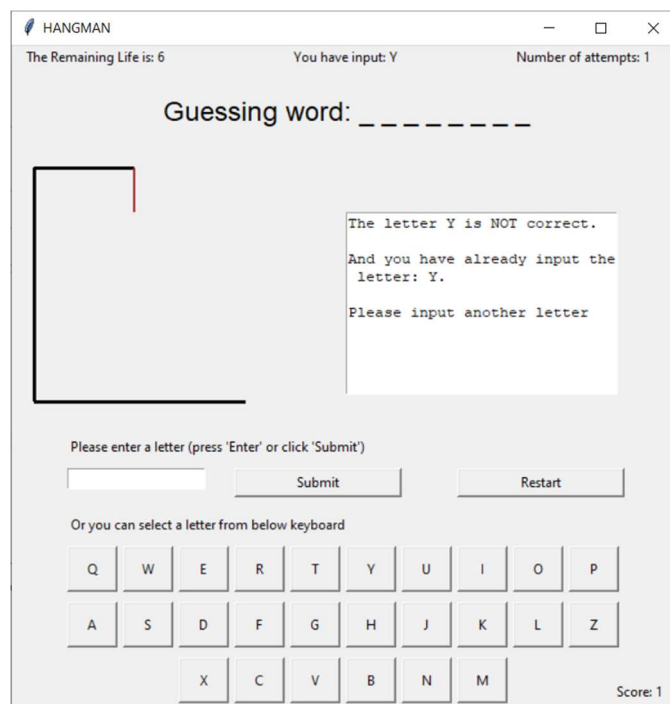 HANGMAN
The Remaining Life is: 6 You have input: Y Number of attempts: 1
Guessing word: _ _ _ _ _ _ _ _
The letter Y is NOT correct.
And you have already input the
letter: Y.
Please input another letter
Please enter a letter (press 'Enter' or click 'Submit')
Submit Restart
Or you can select a letter from below keyboard
Q W E R T Y U I O P
A S D F G H J K L Z
X C V B N M
Score: 1